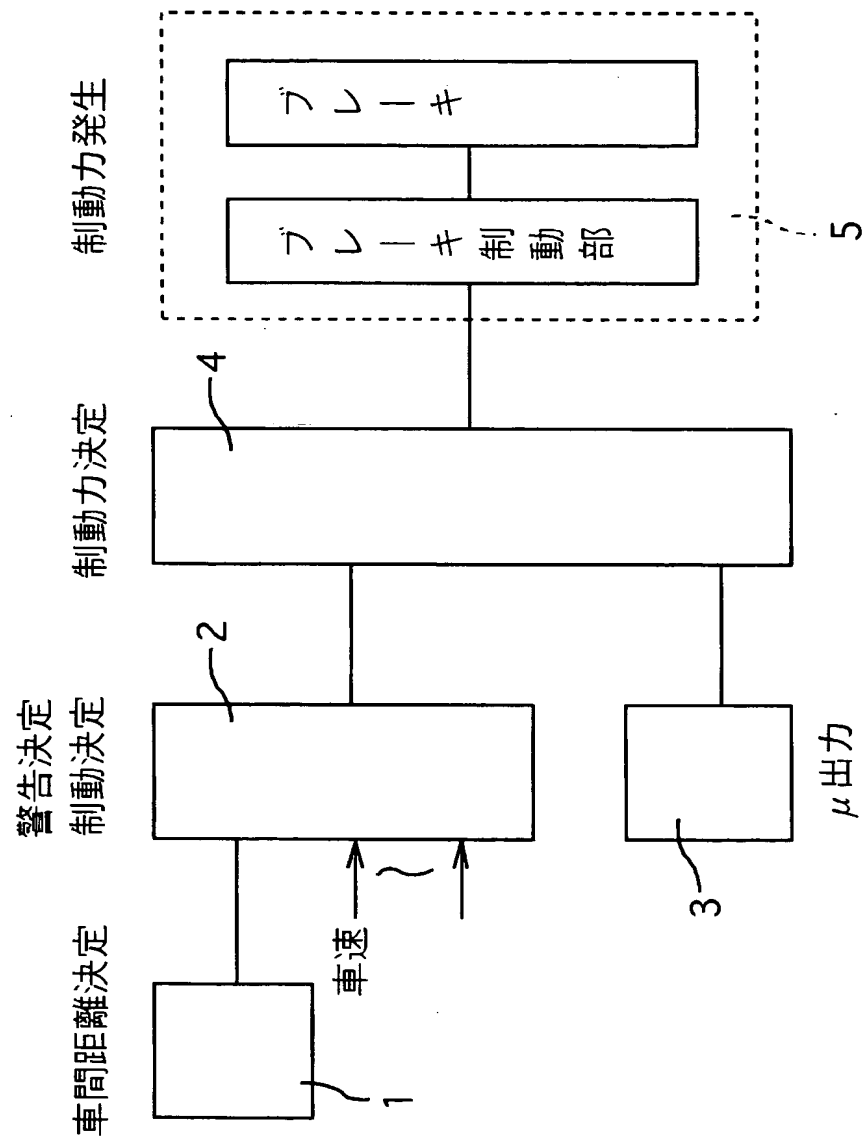 車間距離決定
警告決定
制動決定
制動力決定
制動力発生
1
車速
2
3
μ出力
4
ブレーキ制動部
ブレーキ
5